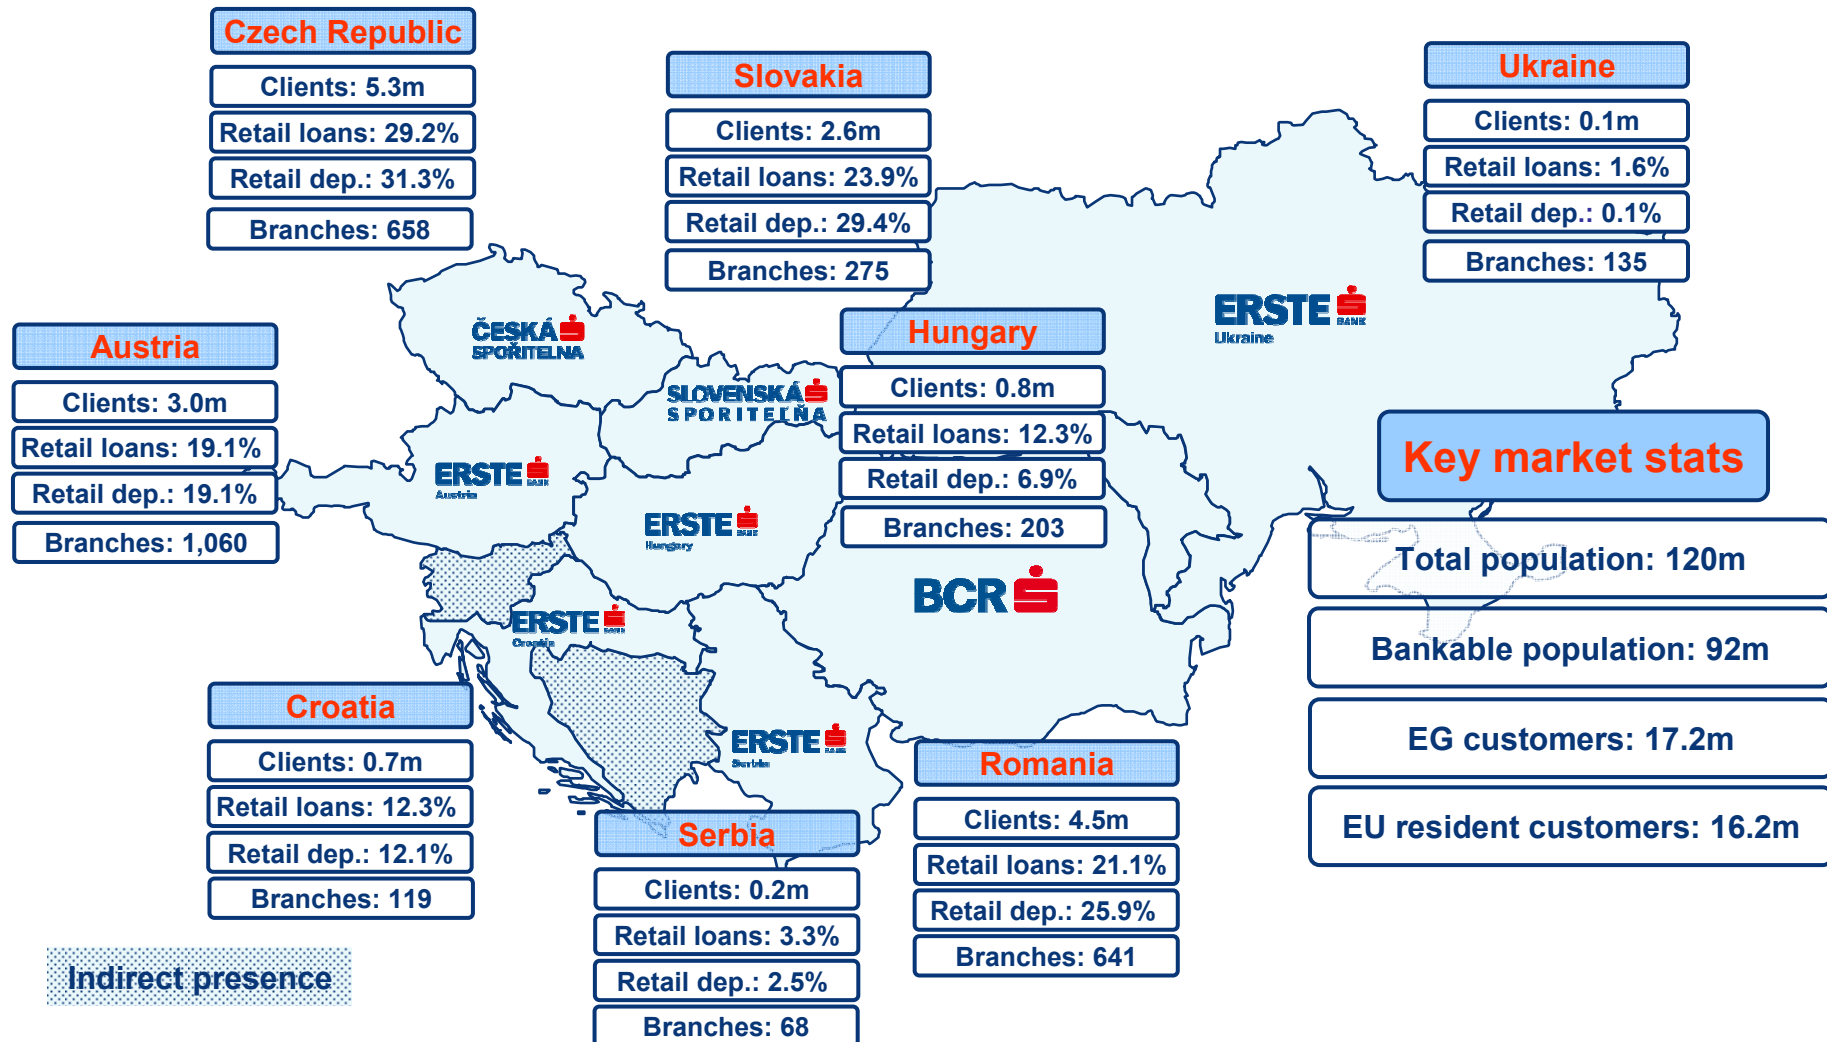 Czech Republic
Clients: 5.3m
Retail loans: 29.2%
Retail dep.: 31.3%
Branches: 658
Slovakia
Clients: 2.6m
Retail loans: 23.9%
Retail dep.: 29.4%
Branches: 275
Ukraine
Clients: 0.1m
Retail loans: 1.6%
Retail dep.: 0.1%
Branches: 135
ERSTE
BANK
Ukraine
ČESKÁ
SPOŘITELNA
Austria
Clients: 3.0m
Retail loans: 19.1%
Retail dep.: 19.1%
Branches: 1,060
SLOVENSKÁ
SPORITEĽŇA
Hungary
Clients: 0.8m
Retail loans: 12.3%
Retail dep.: 6.9%
Branches: 203
ERSTE
BANK
Austria
ERSTE
BANK
Hungary
BCR
ERSTE
BANK
Croatia
ERSTE
BANK
Serbia
Key market stats
Total population: 120m
Bankable population: 92m
EG customers: 17.2m
EU resident customers: 16.2m
Croatia
Clients: 0.7m
Retail loans: 12.3%
Retail dep.: 12.1%
Branches: 119
Serbia
Clients: 0.2m
Retail loans: 3.3%
Retail dep.: 2.5%
Branches: 68
Romania
Clients: 4.5m
Retail loans: 21.1%
Retail dep.: 25.9%
Branches: 641
Indirect presence